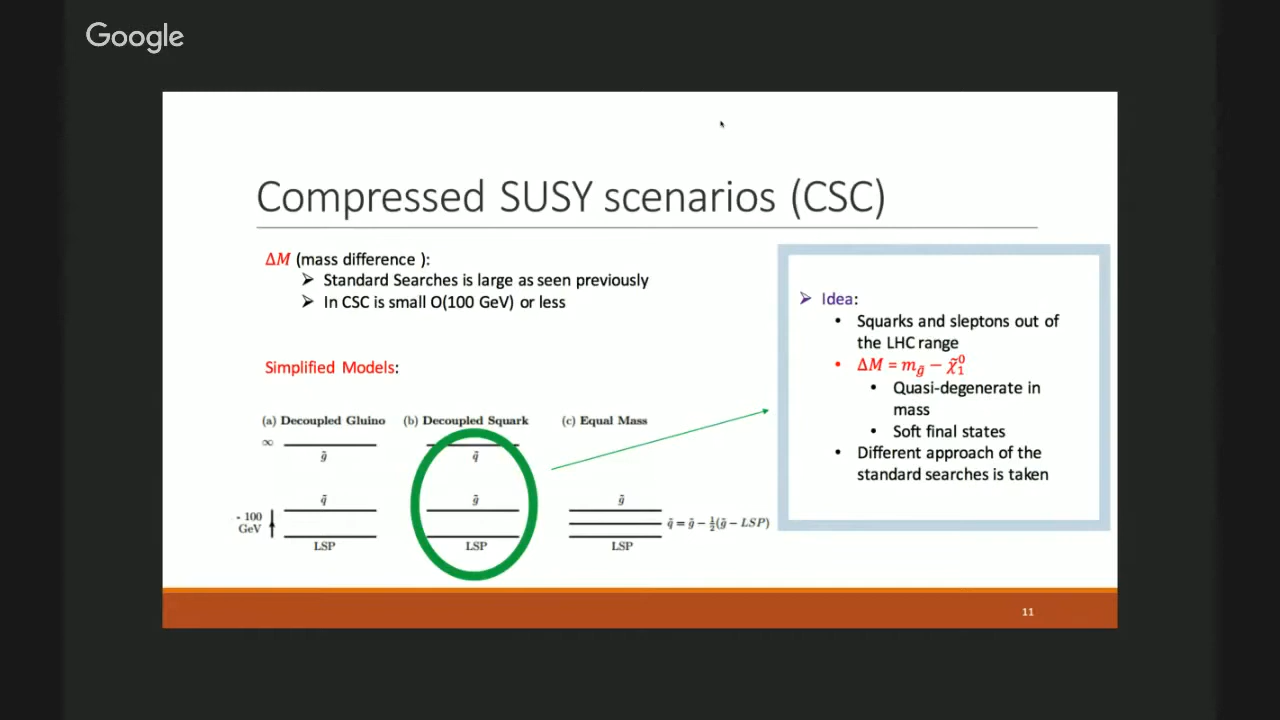 Google
Compressed SUSY scenarios (CSC)
ΔM (mass difference ):
➢ Standard Searches is large as seen previously
➢ In CSC is small O(100 GeV) or less
Simplified Models:
(a) Decoupled Gluino (b) Decoupled Squark (c) Equal Mass
∞
g̃ q̃
q̃ g̃ g̃
- 100
GeV
q̃ = g̃ − ½(g̃ − LSP)
LSP LSP LSP
➢ Idea:
• Squarks and sleptons out of
the LHC range
• ΔM = m_g̃ − χ̃₁⁰
• Quasi-degenerate in
mass
• Soft final states
• Different approach of the
standard searches is taken
11